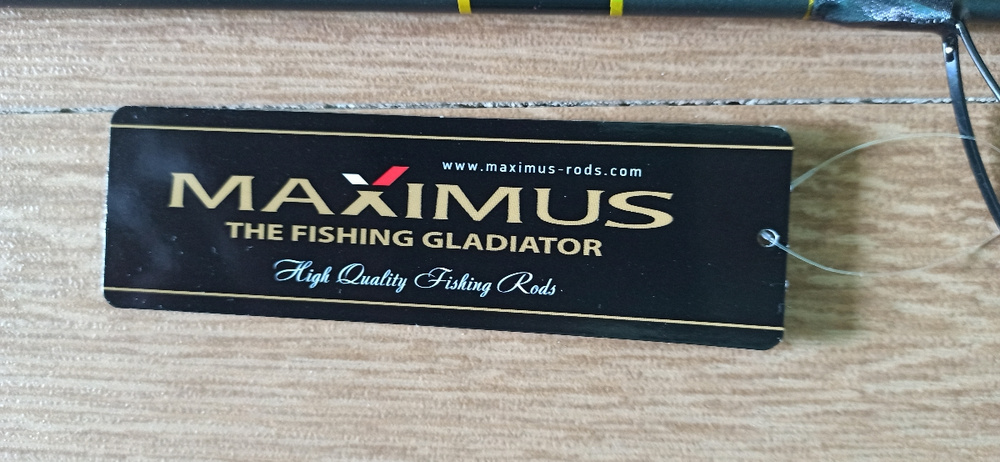 www.maximus-rods.com
MAXIMUS
THE FISHING GLADIATOR
High Quality Fishing Rods